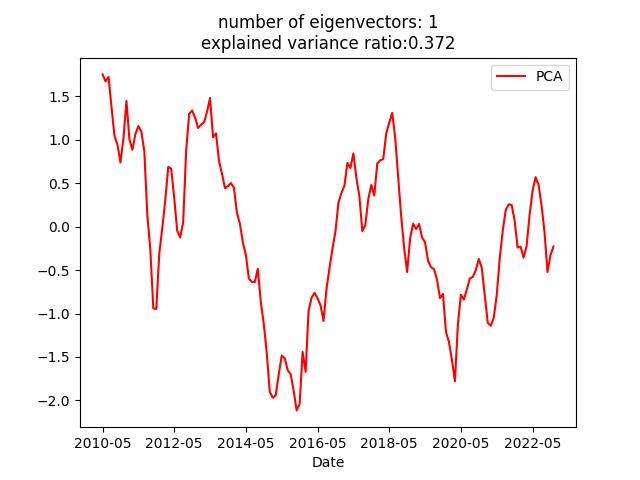 number of eigenvectors: 1
explained variance ratio:0.372
PCA
1.5
1.0
0.5
0.0
−0.5
−1.0
−1.5
−2.0
2010-05 2012-05 2014-05 2016-05 2018-05 2020-05 2022-05
Date